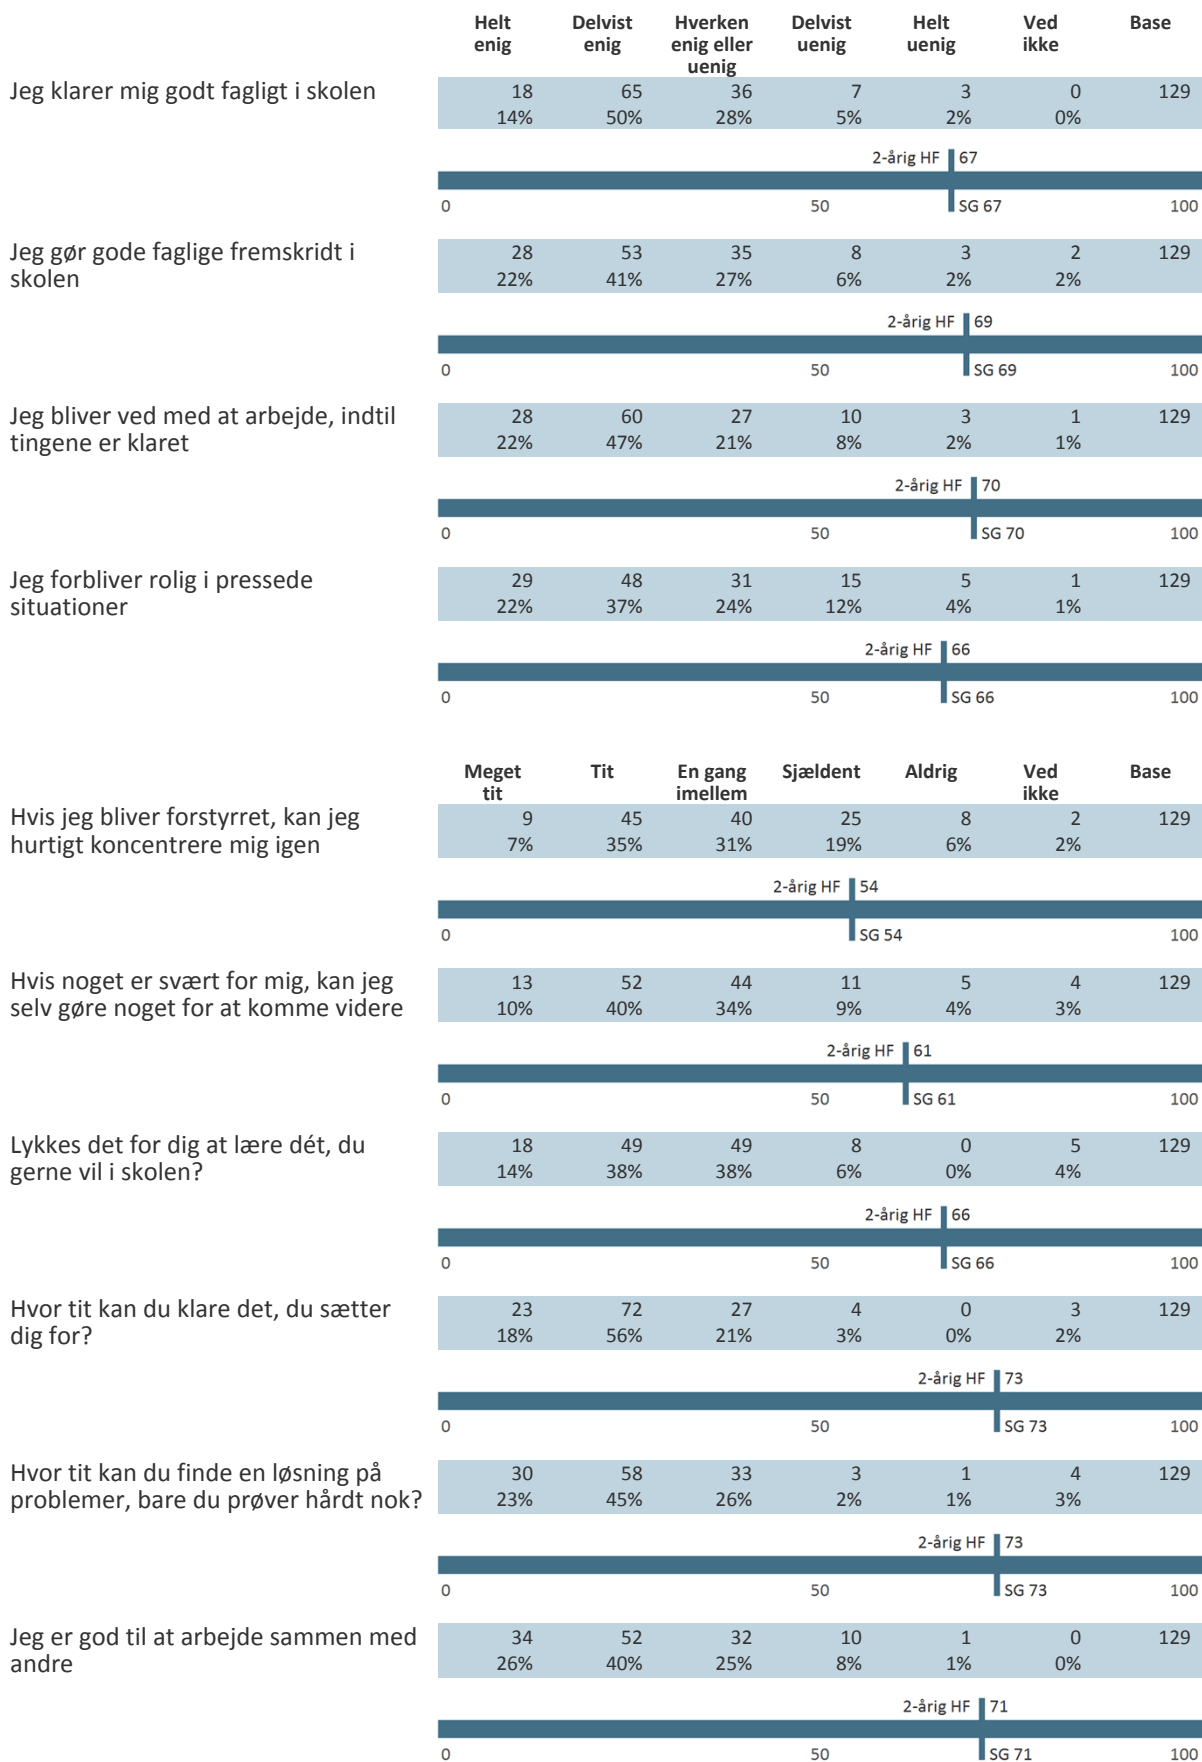 Helt Delvist Hverken Delvist Helt Ved Base
enig enig enig eller uenig uenig ikke
uenig
Jeg klarer mig godt fagligt i skolen 18 65 36 7 3 0 129
14% 50% 28% 5% 2% 0%
2-årig HF 67
0 50 SG 67 100
Jeg gør gode faglige fremskridt i 28 53 35 8 3 2 129
skolen 22% 41% 27% 6% 2% 2%
2-årig HF 69
0 50 SG 69 100
Jeg bliver ved med at arbejde, indtil 28 60 27 10 3 1 129
tingene er klaret 22% 47% 21% 8% 2% 1%
2-årig HF 70
0 50 SG 70 100
Jeg forbliver rolig i pressede 29 48 31 15 5 1 129
situationer 22% 37% 24% 12% 4% 1%
2-årig HF 66
0 50 SG 66 100
Meget Tit En gang Sjældent Aldrig Ved Base
tit imellem ikke
Hvis jeg bliver forstyrret, kan jeg 9 45 40 25 8 2 129
hurtigt koncentrere mig igen 7% 35% 31% 19% 6% 2%
2-årig HF 54
0 SG 54 100
Hvis noget er svært for mig, kan jeg 13 52 44 11 5 4 129
selv gøre noget for at komme videre 10% 40% 34% 9% 4% 3%
2-årig HF 61
0 50 SG 61 100
Lykkes det for dig at lære dét, du 18 49 49 8 0 5 129
gerne vil i skolen? 14% 38% 38% 6% 0% 4%
2-årig HF 66
0 50 SG 66 100
Hvor tit kan du klare det, du sætter 23 72 27 4 0 3 129
dig for? 18% 56% 21% 3% 0% 2%
2-årig HF 73
0 50 SG 73 100
Hvor tit kan du finde en løsning på 30 58 33 3 1 4 129
problemer, bare du prøver hårdt nok? 23% 45% 26% 2% 1% 3%
2-årig HF 73
0 50 SG 73 100
Jeg er god til at arbejde sammen med 34 52 32 10 1 0 129
andre 26% 40% 25% 8% 1% 0%
2-årig HF 71
0 50 SG 71 100